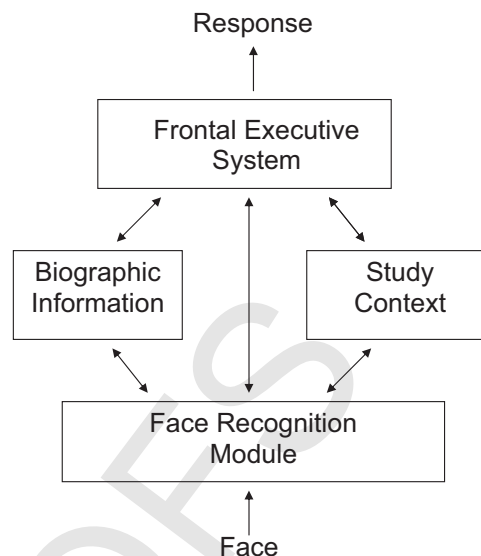 Response
Frontal Executive
System
Biographic
Information
Study
Context
Face Recognition
Module
Face